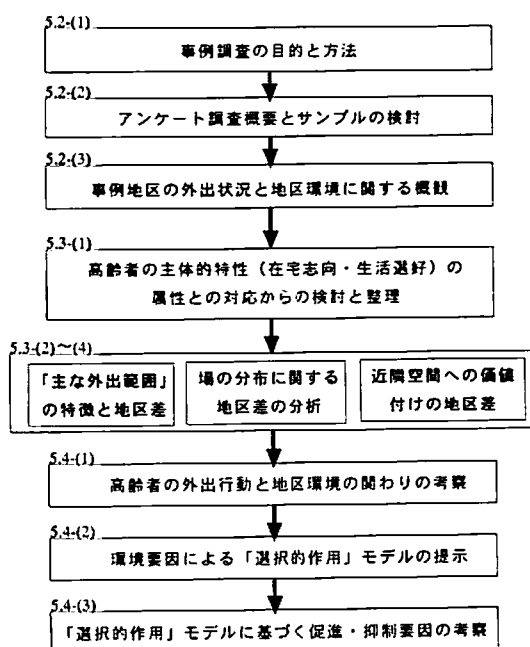 5.2-(1)
事例調査の目的と方法
5.2-(2)
アンケート調査概要とサンプルの検討
5.2-(3)
事例地区の外出状況と地区環境に関する概観
5.3-(1)
高齢者の主体的特性(在宅志向・生活選好)の
属性との対応からの検討と整理
5.3-(2)~(4)
「主な外出範囲」
の特徴と地区差
場の分布に関する
地区差の分析
近隣空間への価値
付けの地区差
5.4-(1)
高齢者の外出行動と地区環境の関わりの考察
5.4-(2)
環境要因による「選択的作用」モデルの提示
5.4-(3)
「選択的作用」モデルに基づく促進・抑制要因の考察